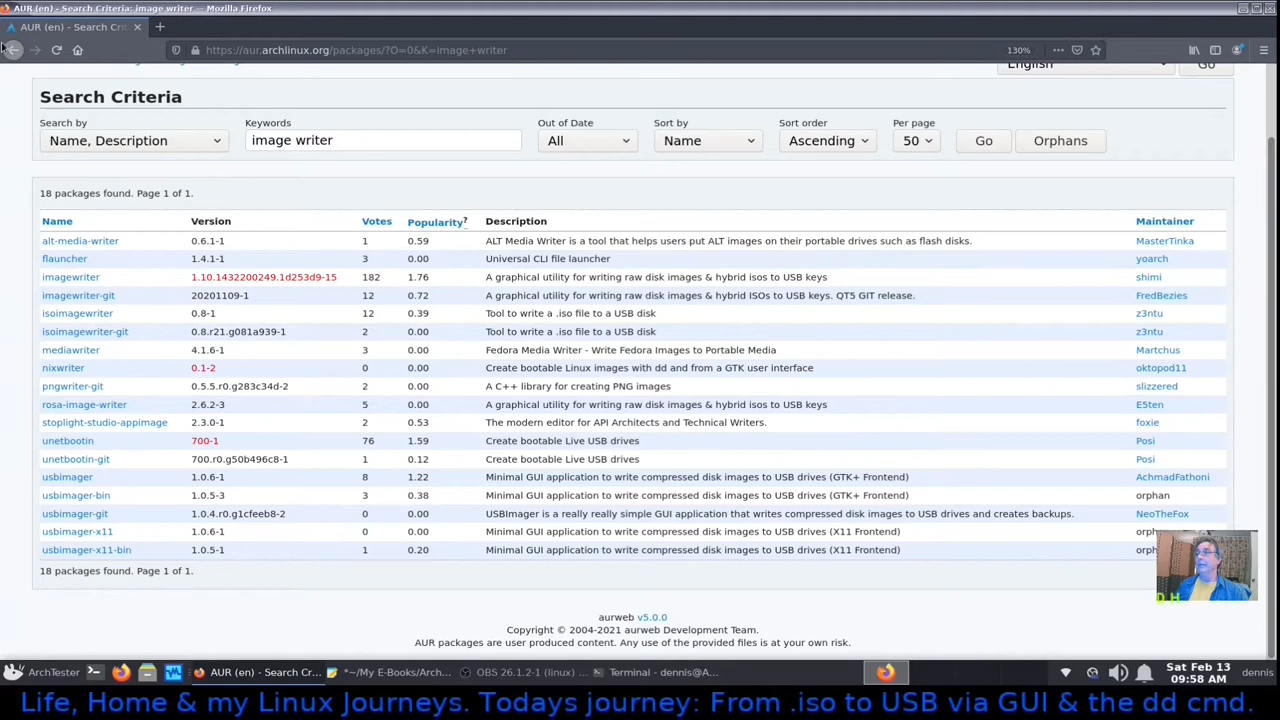 AUR (en) - Search Criteria: image writer — Mozilla Firefox
AUR (en) - Search Crit
https://aur.archlinux.org/packages/?O=0&K=image+writer 130%
English Go
Search Criteria
Search by Keywords Out of Date Sort by Sort order Per page
Name, Description image writer All Name Ascending 50 Go Orphans
18 packages found. Page 1 of 1.
Name Version Votes Popularity? Description Maintainer
alt-media-writer 0.6.1-1 1 0.59 ALT Media Writer is a tool that helps users put ALT images on their portable drives such as flash disks. MasterTinka
flauncher 1.4.1-1 3 0.00 Universal CLI file launcher yoarch
imagewriter 1.10.1432200249.1d253d9-15 182 1.76 A graphical utility for writing raw disk images & hybrid isos to USB keys shimi
imagewriter-git 20201109-1 12 0.72 A graphical utility for writing raw disk images & hybrid ISOs to USB keys. QT5 GIT release. FredBezies
isoimagewriter 0.8-1 12 0.39 Tool to write a .iso file to a USB disk z3ntu
isoimagewriter-git 0.8.r21.g081a939-1 2 0.00 Tool to write a .iso file to a USB disk z3ntu
mediawriter 4.1.6-1 3 0.00 Fedora Media Writer - Write Fedora Images to Portable Media Martchus
nixwriter 0.1-2 0 0.00 Create bootable Linux images with dd and from a GTK user interface oktopod11
pngwriter-git 0.5.5.r0.g283c34d-2 2 0.00 A C++ library for creating PNG images slizzered
rosa-image-writer 2.6.2-3 5 0.00 A graphical utility for writing raw disk images & hybrid isos to USB keys E5ten
stoplight-studio-appimage 2.3.0-1 2 0.53 The modern editor for API Architects and Technical Writers. foxie
unetbootin 700-1 76 1.59 Create bootable Live USB drives Posi
unetbootin-git 700.r0.g50b496c8-1 1 0.12 Create bootable Live USB drives Posi
usbimager 1.0.6-1 8 1.22 Minimal GUI application to write compressed disk images to USB drives (GTK+ Frontend) AchmadFathoni
usbimager-bin 1.0.5-3 3 0.38 Minimal GUI application to write compressed disk images to USB drives (GTK+ Frontend) orphan
usbimager-git 1.0.4.r0.g1cfeeb8-2 0 0.00 USBImager is a really really simple GUI application that writes compressed disk images to USB drives and creates backups. NeoTheFox
usbimager-x11 1.0.6-1 0 0.00 Minimal GUI application to write compressed disk images to USB drives (X11 Frontend) orph
usbimager-x11-bin 1.0.5-1 1 0.20 Minimal GUI application to write compressed disk images to USB drives (X11 Frontend) orph
18 packages found. Page 1 of 1.
aurweb v5.0.0
Copyright © 2004-2021 aurweb Development Team.
AUR packages are user produced content. Any use of the provided files is at your own risk.
ArchTester AUR (en) - Search Cr... *~/My E-Books/Arch... OBS 26.1.2-1 (linux) ... Terminal - dennis@A... Sat Feb 13 dennis
09:58 AM
Life, Home & my Linux Journeys. Todays journey: From .iso to USB via GUI & the dd cmd.